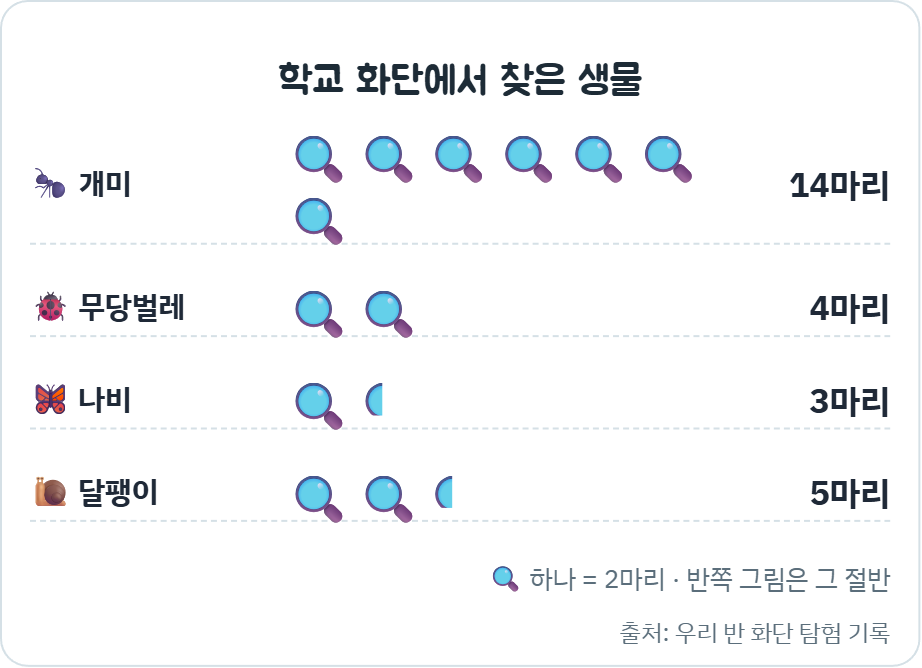 학교 화단에서 찾은 생물
개미 14마리
무당벌레 4마리
나비 3마리
달팽이 5마리
하나 = 2마리 · 반쪽 그림은 그 절반
출처: 우리 반 화단 탐험 기록